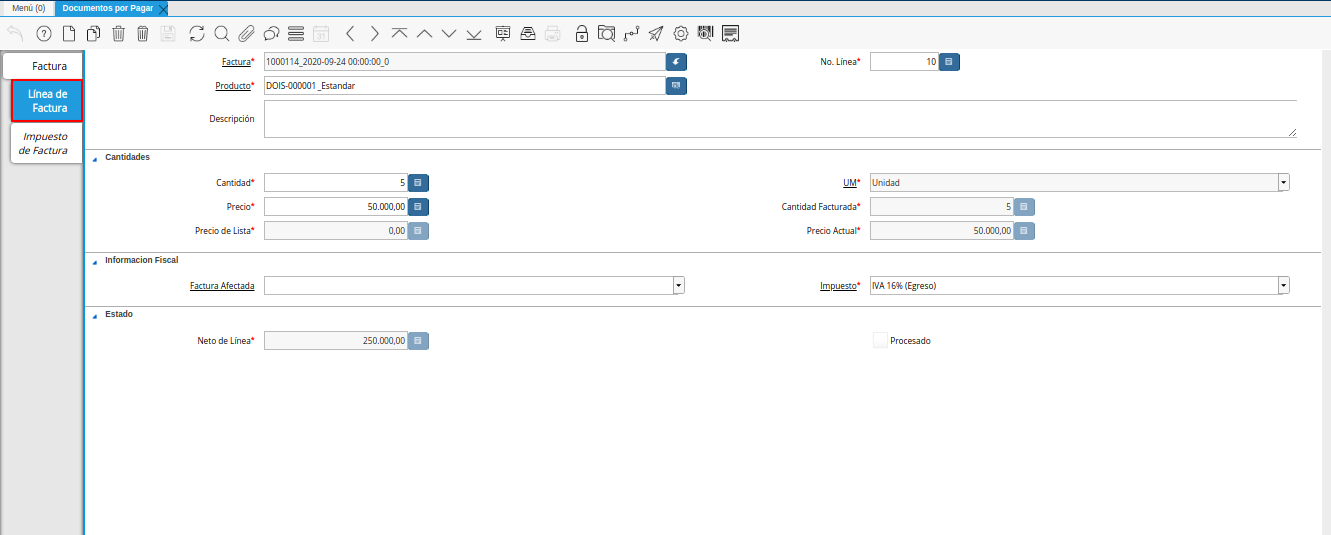 Menú (0) Documentos por Pagar
Factura
Línea de
Factura
Impuesto
de Factura
Factura* 1000114_2020-09-24 00:00:00_0 No. Línea* 10
Producto* DOIS-000001_Estandar
Descripción
Cantidades
Cantidad* 5 UM* Unidad
Precio* 50.000,00 Cantidad Facturada* 5
Precio de Lista* 0,00 Precio Actual* 50.000,00
Informacion Fiscal
Factura Afectada Impuesto* IVA 16% (Egreso)
Estado
Neto de Línea* 250.000,00 Procesado